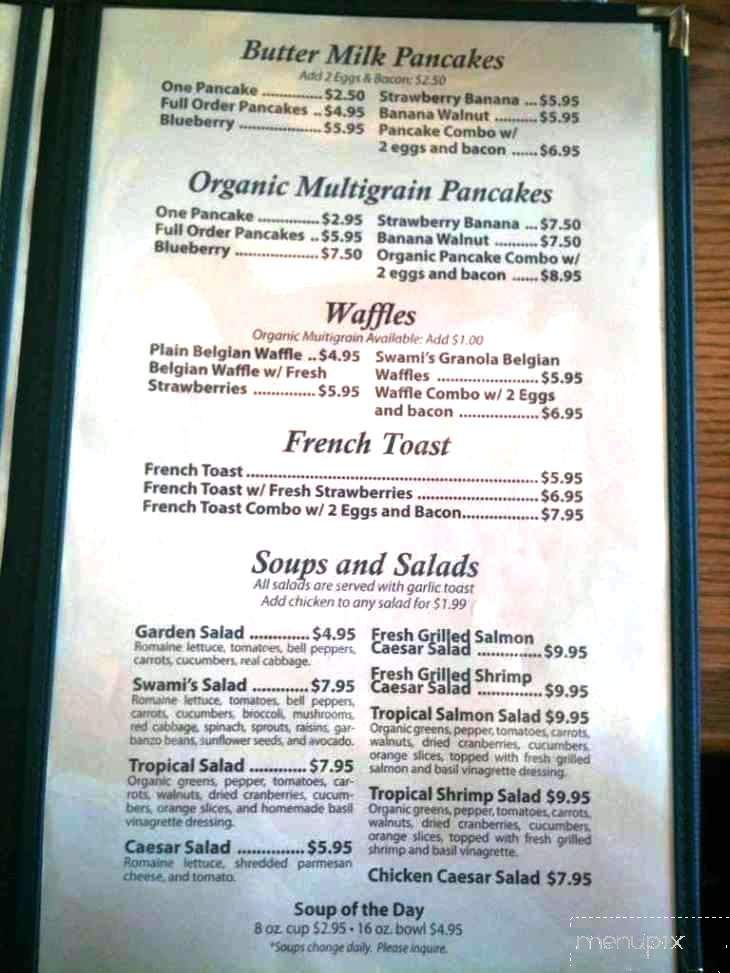 Butter Milk Pancakes
Add 2 Eggs & Bacon: $2.50
One Pancake ............... $2.50
Full Order Pancakes .. $4.95
Blueberry .................... $5.95
Strawberry Banana ... $5.95
Banana Walnut .......... $5.95
Pancake Combo w/
2 eggs and bacon ...... $6.95
Organic Multigrain Pancakes
One Pancake ............... $2.95
Full Order Pancakes .. $5.95
Blueberry .................... $7.50
Strawberry Banana ... $7.50
Banana Walnut .......... $7.50
Organic Pancake Combo w/
2 eggs and bacon ...... $8.95
Waffles
Organic Multigrain Available: Add $1.00
Plain Belgian Waffle .. $4.95
Belgian Waffle w/ Fresh
Strawberries ............... $5.95
Swami's Granola Belgian
Waffles ........................ $5.95
Waffle Combo w/ 2 Eggs
and bacon ................... $6.95
French Toast
French Toast ........................................................................ $5.95
French Toast w/ Fresh Strawberries ............................. $6.95
French Toast Combo w/ 2 Eggs and Bacon................... $7.95
Soups and Salads
All salads are served with garlic toast
Add chicken to any salad for $1.99
Garden Salad .............. $4.95
Romaine lettuce, tomatoes, bell peppers,
carrots, cucumbers, real cabbage.
Swami's Salad ............. $7.95
Romaine lettuce, tomatoes, bell peppers,
carrots, cucumbers, broccoli, mushrooms,
red cabbage, spinach, sprouts, raisins, gar-
banzo beans, sunflower seeds, and avocado.
Tropical Salad ............. $7.95
Organic greens, pepper, tomatoes, car-
rots, walnuts, dried cranberries, cucum-
bers, orange slices, and homemade basil
vinagrette dressing.
Caesar Salad ............... $5.95
Romaine lettuce, shredded parmesan
cheese, and tomato.
Fresh Grilled Salmon
Caesar Salad ............... $9.95
Fresh Grilled Shrimp
Caesar Salad ............... $9.95
Tropical Salmon Salad $9.95
Organic greens, pepper, tomatoes, carrots,
walnuts, dried cranberries, cucumbers,
orange slices, topped with fresh grilled
salmon and basil vinagrette dressing.
Tropical Shrimp Salad $9.95
Organic greens, pepper, tomatoes, carrots,
walnuts, dried cranberries, cucumbers,
orange slices, topped with fresh grilled
shrimp and basil vinagrette.
Chicken Caesar Salad $7.95
Soup of the Day
8 oz. cup $2.95 • 16 oz. bowl $4.95
*Soups change daily. Please inquire.
menupix